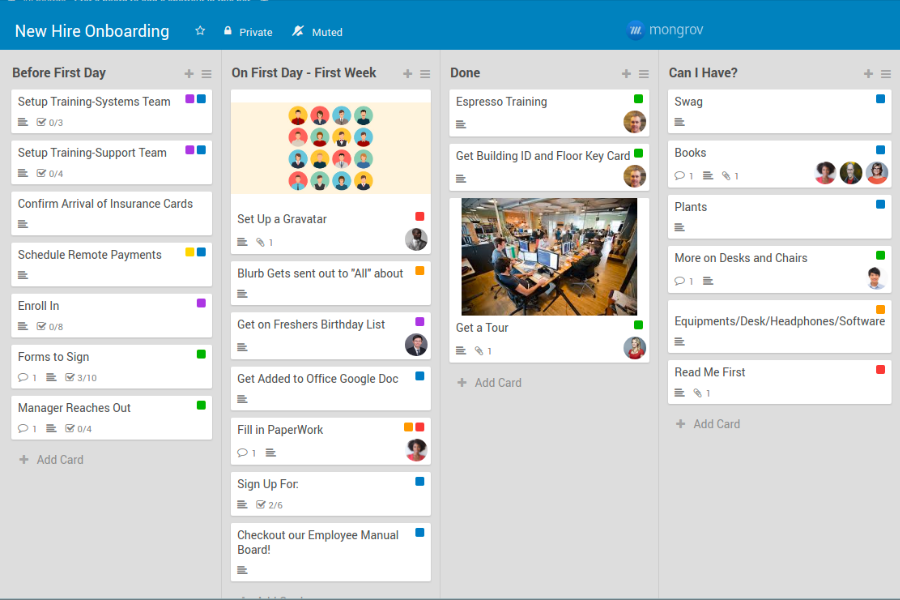 New Hire Onboarding
Private
Muted
mongrov
Before First Day
Setup Training-Systems Team
0/3
Setup Training-Support Team
0/4
Confirm Arrival of Insurance Cards
Schedule Remote Payments
Enroll In
0/8
Forms to Sign
1
3/10
Manager Reaches Out
1
0/4
Add Card
On First Day - First Week
Set Up a Gravatar
1
Blurb Gets sent out to "All" about
Get on Freshers Birthday List
Get Added to Office Google Doc
Fill in PaperWork
1
Sign Up For:
2/6
Checkout our Employee Manual
Board!
Done
Espresso Training
Get Building ID and Floor Key Card
Get a Tour
1
Add Card
Can I Have?
Swag
Books
1
1
Plants
More on Desks and Chairs
1
Equipments/Desk/Headphones/Software
Read Me First
1
Add Card